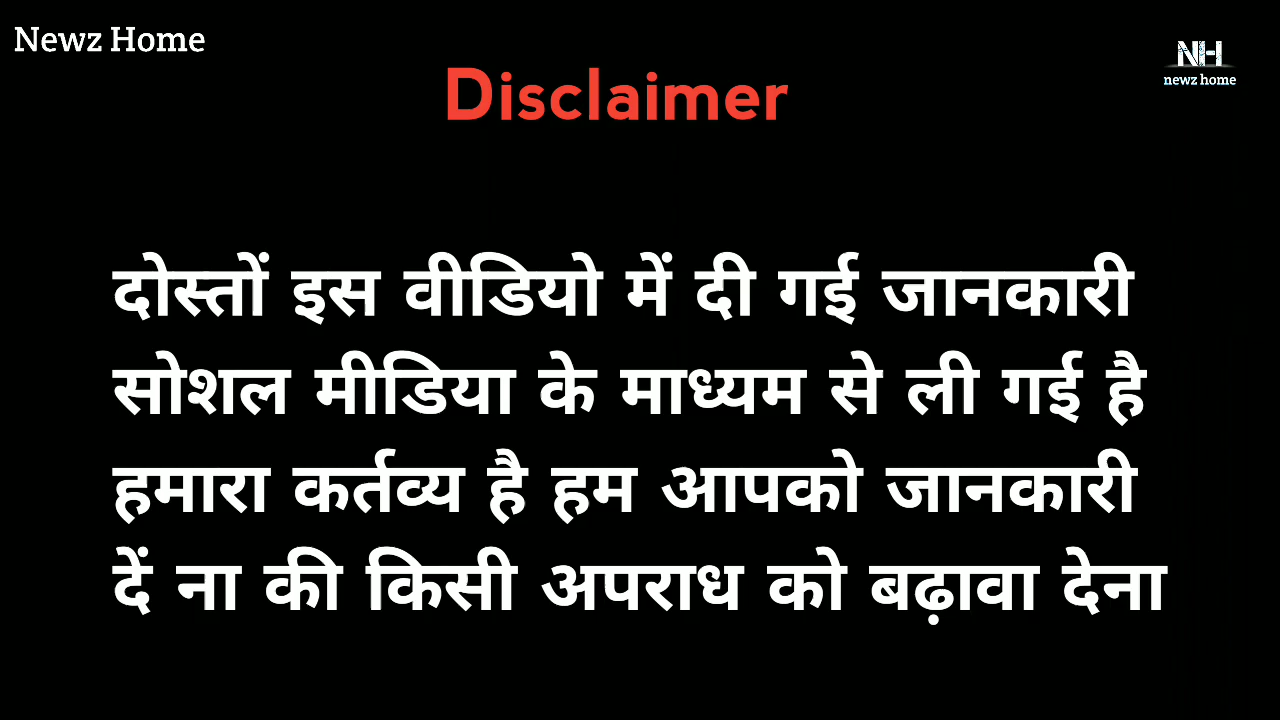 Newz Home
NH
newz home
Disclaimer
दोस्तों इस वीडियो में दी गई जानकारी
सोशल मीडिया के माध्यम से ली गई है
हमारा कर्तव्य है हम आपको जानकारी
दें ना की किसी अपराध को बढ़ावा देना